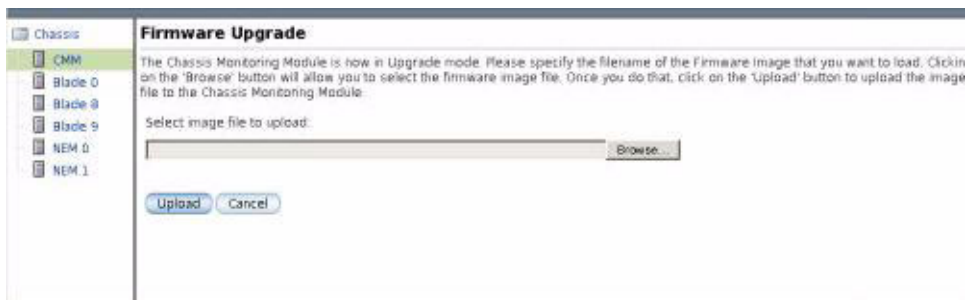 Chassis
CMM
Blade 0
Blade 8
Blade 9
NEM 0
NEM 1
Firmware Upgrade
The Chassis Monitoring Module is now in Upgrade mode. Please specify the filename of the Firmware Image that you want to load. Clickin
on the 'Browse' button will allow you to select the firmware image file. Once you do that, click on the 'Upload' button to upload the image
file to the Chassis Monitoring Module.
Select image file to upload:
Browse...
Upload
Cancel